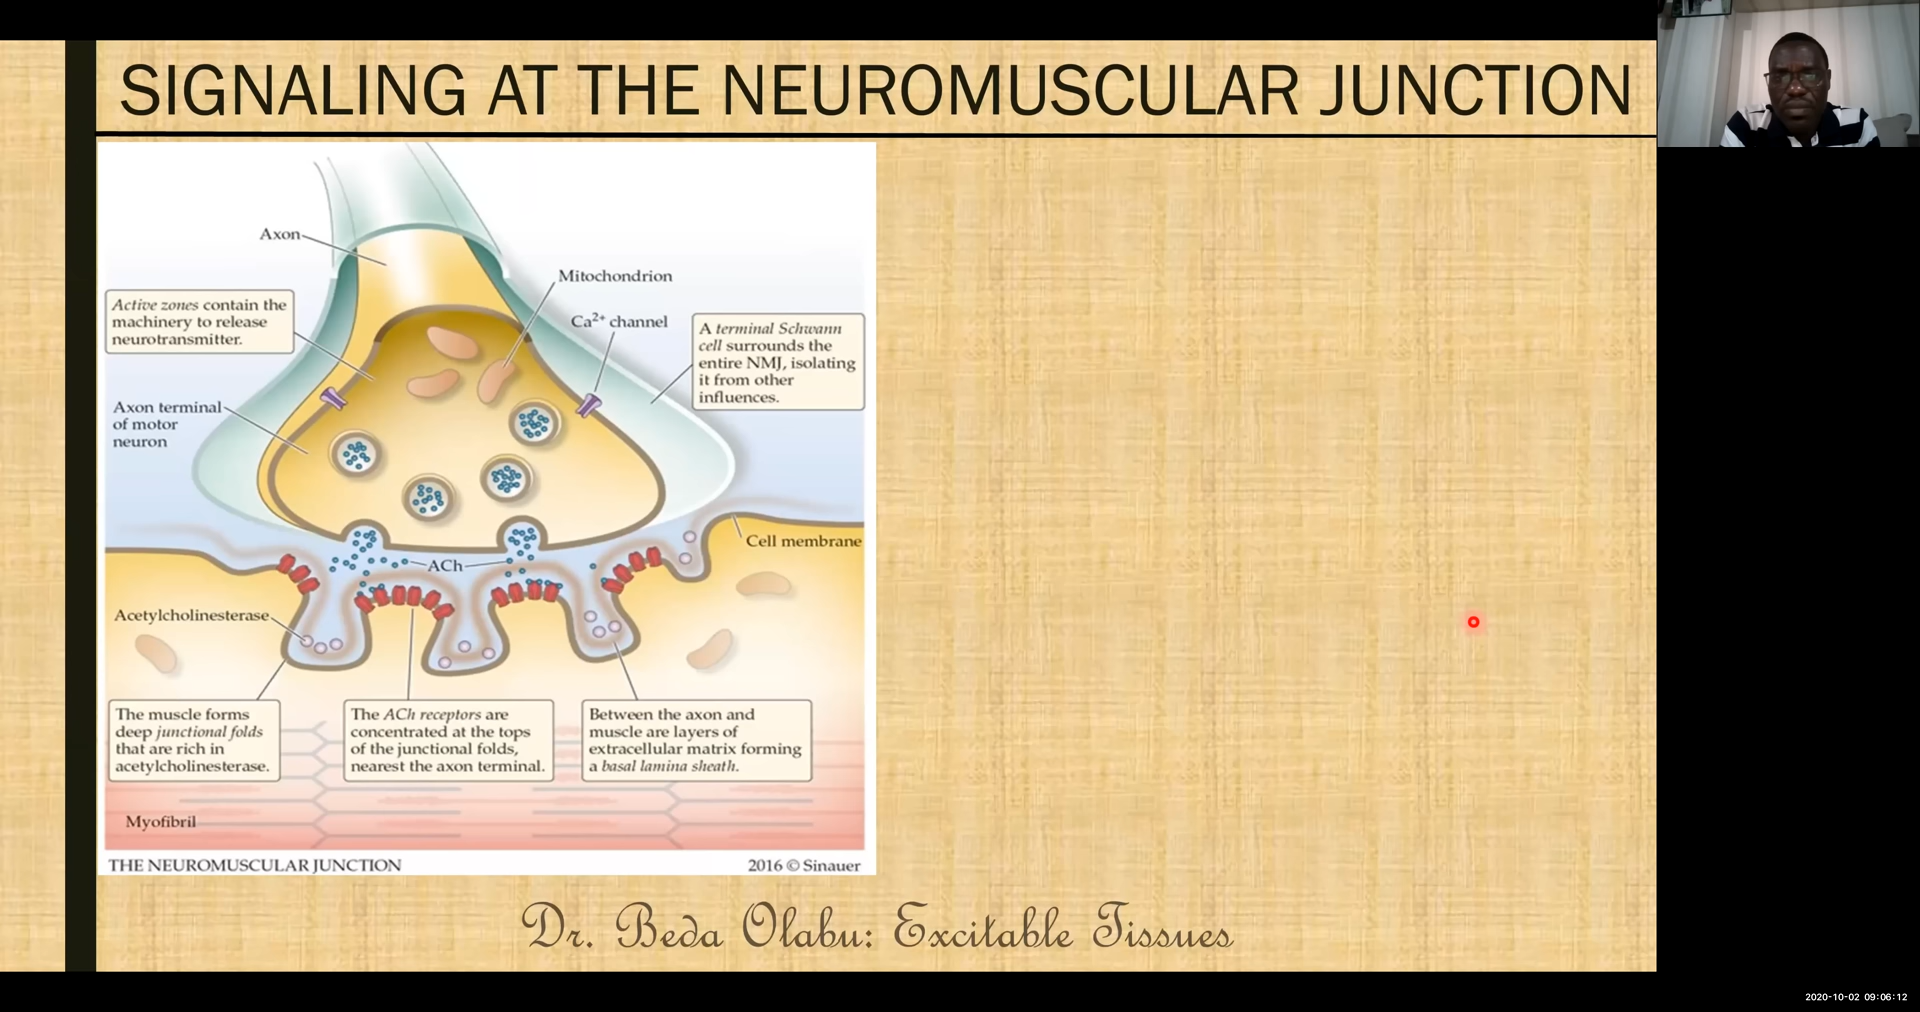 SIGNALING AT THE NEUROMUSCULAR JUNCTION
Axon
Mitochondrion
Ca²⁺ channel
Active zones contain the
machinery to release
neurotransmitter.
A terminal Schwann
cell surrounds the
entire NMJ, isolating
it from other
influences.
Axon terminal
of motor
neuron
Cell membrane
ACh
Acetylcholinesterase
The muscle forms
deep junctional folds
that are rich in
acetylcholinesterase.
The ACh receptors are
concentrated at the tops
of the junctional folds,
nearest the axon terminal.
Between the axon and
muscle are layers of
extracellular matrix forming
a basal lamina sheath.
Myofibril
THE NEUROMUSCULAR JUNCTION
2016 © Sinauer
Dr. Beda Olabu: Excitable Tissues
2020-10-02 09:06:12